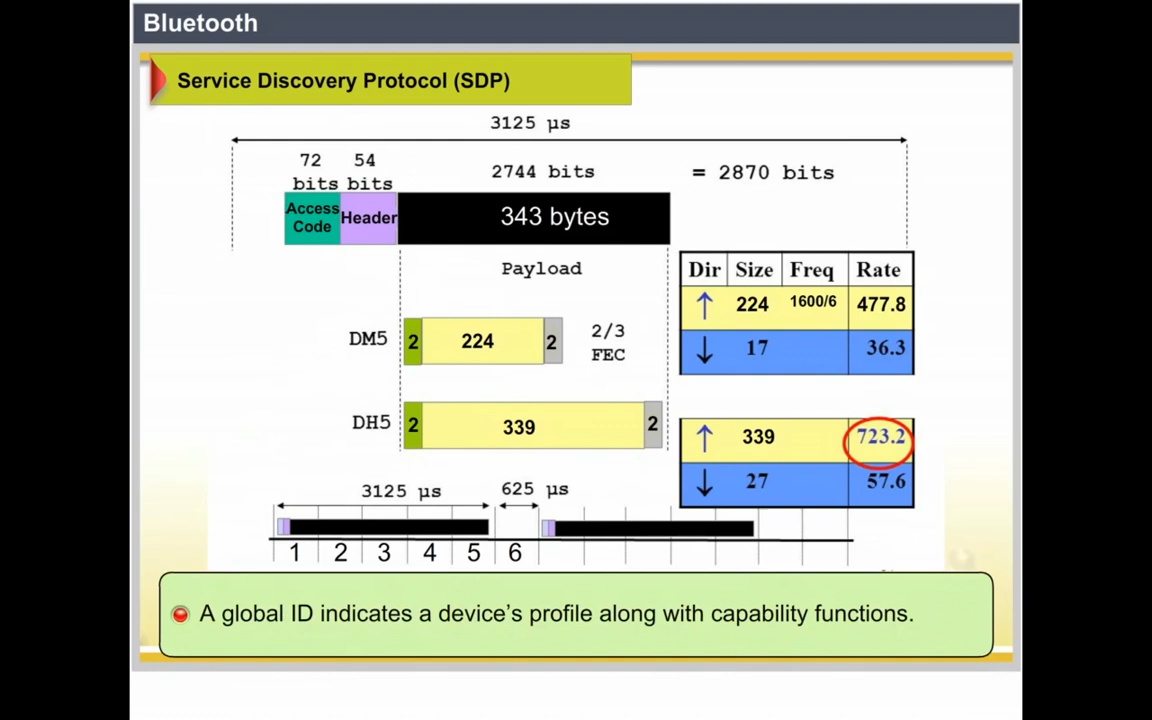 Bluetooth
Service Discovery Protocol (SDP)
3125 µs
72 bits
54 bits
2744 bits
= 2870 bits
Access Code
Header
343 bytes
Payload
Dir Size Freq Rate
↑ 224 1600/6 477.8
↓ 17 36.3
DM5 2 224 2 2/3 FEC
DH5 2 339 2
↑ 339 723.2
↓ 27 57.6
3125 µs 625 µs
1 2 3 4 5 6
A global ID indicates a device's profile along with capability functions.